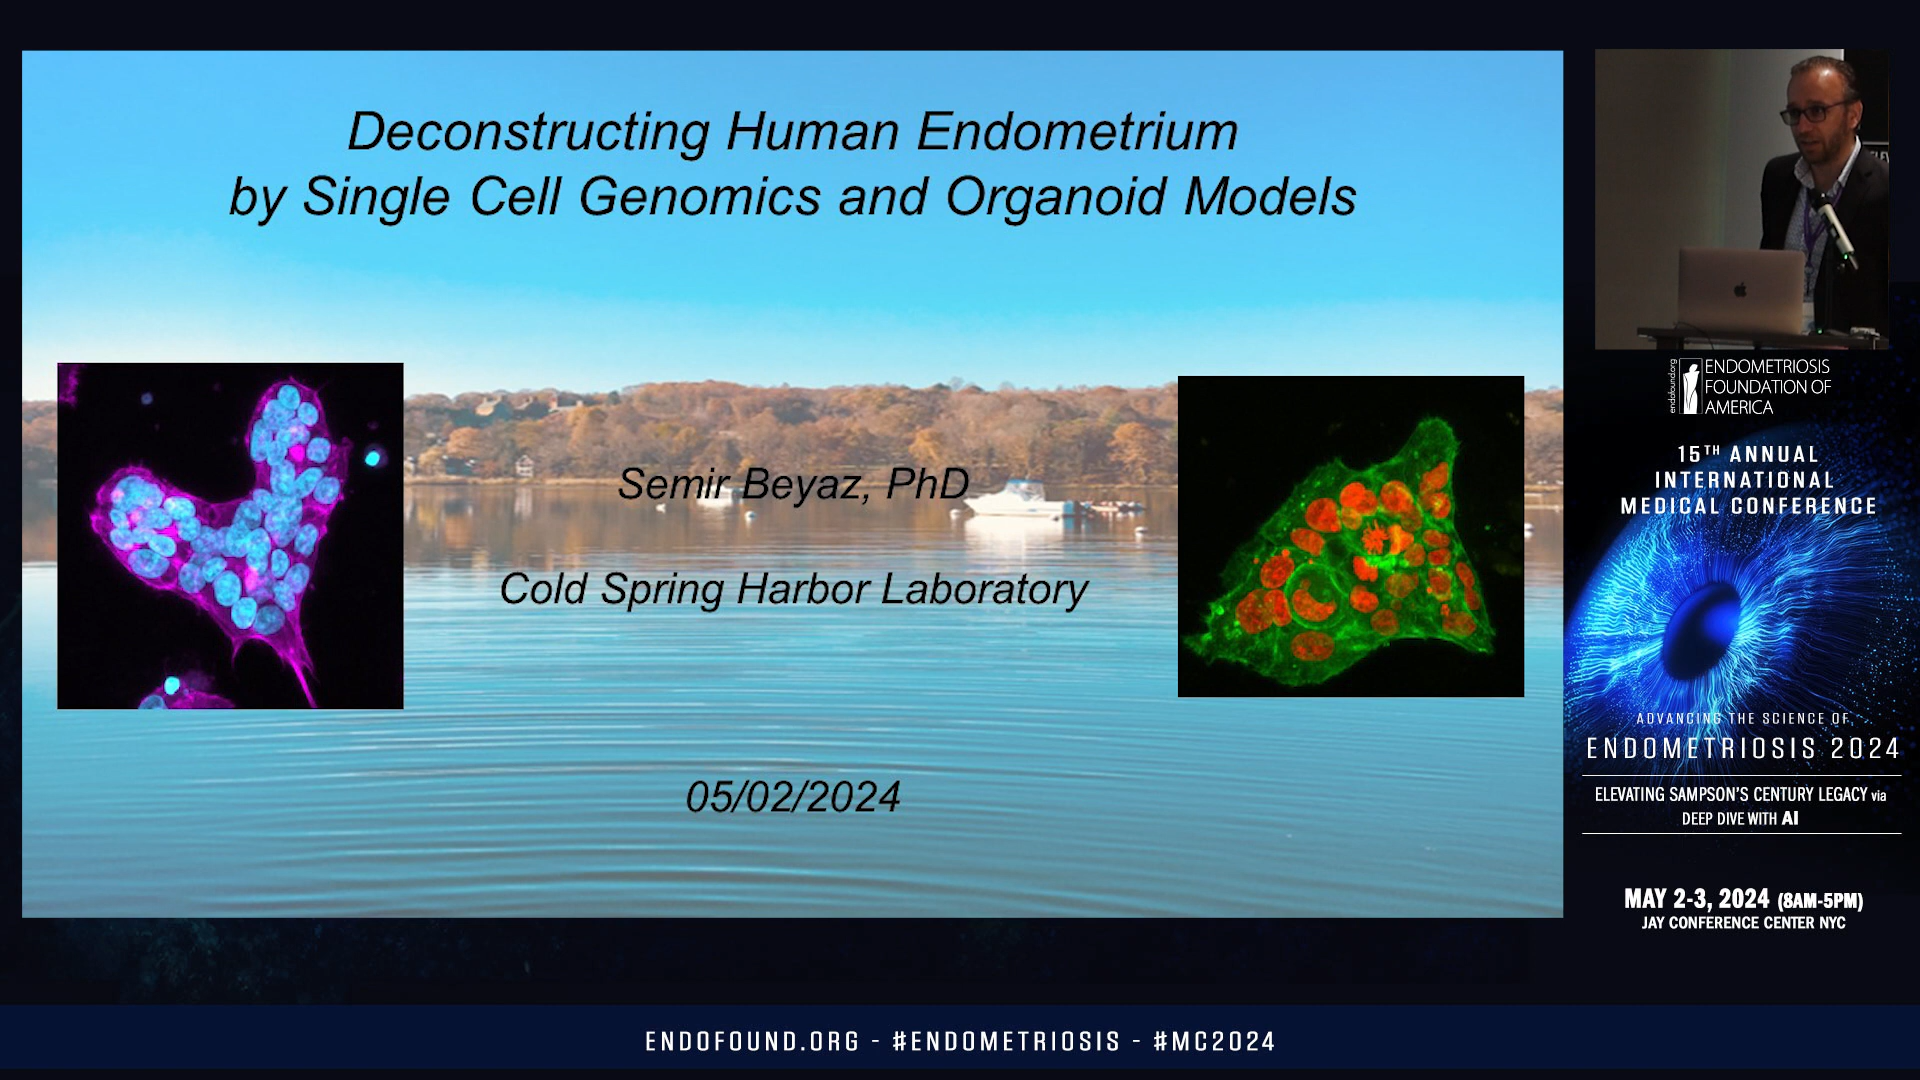 Deconstructing Human Endometrium
by Single Cell Genomics and Organoid Models
Semir Beyaz, PhD
Cold Spring Harbor Laboratory
05/02/2024
endofound.org
ENDOMETRIOSIS
FOUNDATION OF
AMERICA
15TH ANNUAL
INTERNATIONAL
MEDICAL CONFERENCE
ADVANCING THE SCIENCE OF
ENDOMETRIOSIS 2024
ELEVATING SAMPSON'S CENTURY LEGACY via
DEEP DIVE WITH AI
MAY 2-3, 2024 (8AM-5PM)
JAY CONFERENCE CENTER NYC
ENDOFOUND.ORG - #ENDOMETRIOSIS - #MC2024